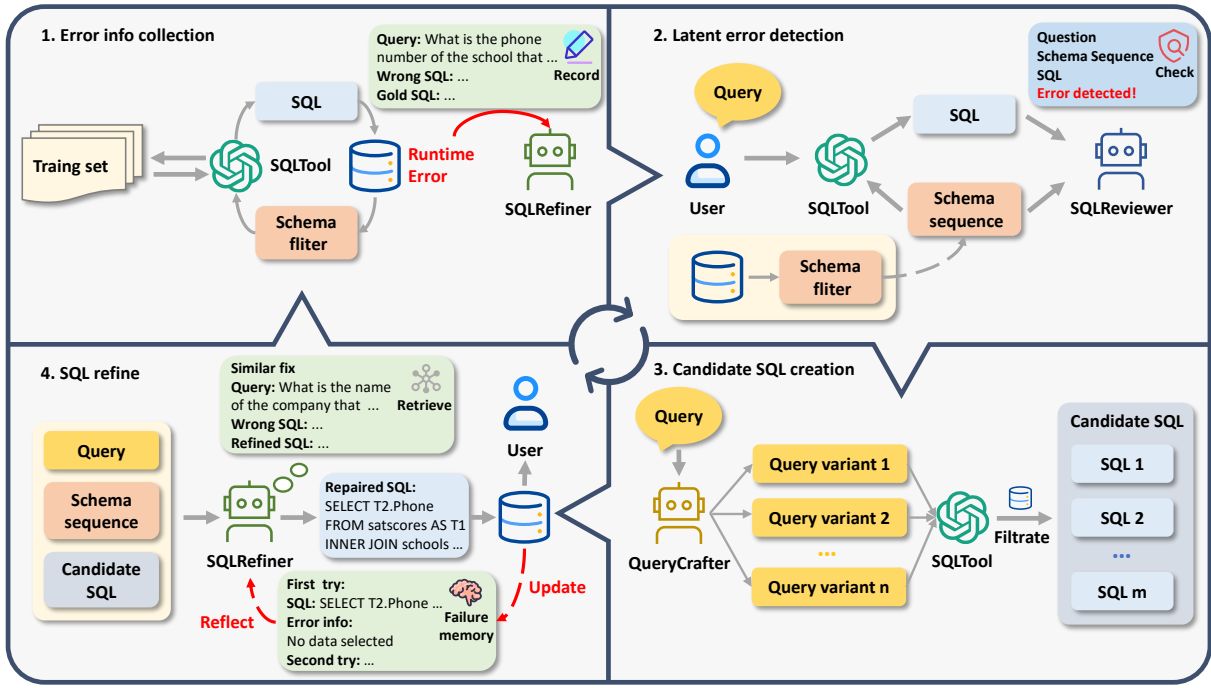 1. Error info collection
Query: What is the phone
number of the school that ...
Wrong SQL: ...
Gold SQL: ...
Record
SQL
Traing set
SQLTool
Runtime
Error
SQLRefiner
Schema
fliter
2. Latent error detection
Question
Schema Sequence
SQL
Error detected!
Check
Query
SQL
User
SQLTool
Schema
sequence
SQLReviewer
Schema
fliter
4. SQL refine
Similar fix
Query: What is the name
of the company that ...
Wrong SQL: ...
Refined SQL: ...
Retrieve
User
Query
Schema
sequence
Candidate
SQL
SQLRefiner
Repaired SQL:
SELECT T2.Phone
FROM satscores AS T1
INNER JOIN schools ...
Update
Reflect
First try:
SQL: SELECT T2.Phone ...
Error info:
No data selected
Second try: ...
Failure
memory
3. Candidate SQL creation
Query
QueryCrafter
Query variant 1
Query variant 2
...
Query variant n
SQLTool
Filtrate
Candidate SQL
SQL 1
SQL 2
...
SQL m